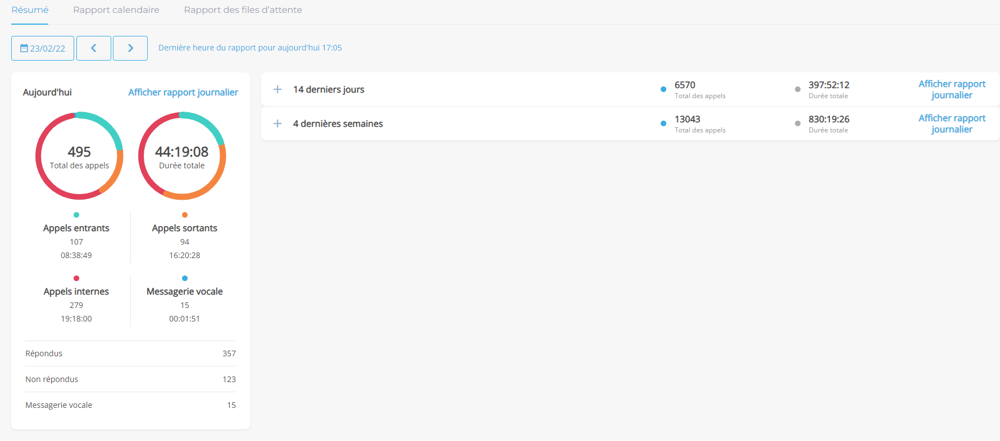 Résumé
Rapport calendaire
Rapport des files d'attente
23/02/22
Dernière heure du rapport pour aujourd'hui 17:05
Aujourd'hui
Afficher rapport journalier
495
Total des appels
44:19:08
Durée totale
Appels entrants
107
08:38:49
Appels sortants
94
16:20:28
Appels internes
279
19:18:00
Messagerie vocale
15
00:01:51
Répondus 357
Non répondus 123
Messagerie vocale 15
14 derniers jours
6570
Total des appels
397:52:12
Durée totale
Afficher rapport
journalier
4 dernières semaines
13043
Total des appels
830:19:26
Durée totale
Afficher rapport
journalier